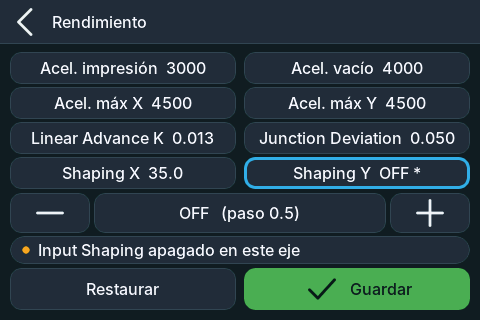 Rendimiento
Acel. impresión 3000
Acel. vacío 4000
Acel. máx X 4500
Acel. máx Y 4500
Linear Advance K 0.013
Junction Deviation 0.050
Shaping X 35.0
Shaping Y OFF *
OFF (paso 0.5)
Input Shaping apagado en este eje
Restaurar
Guardar